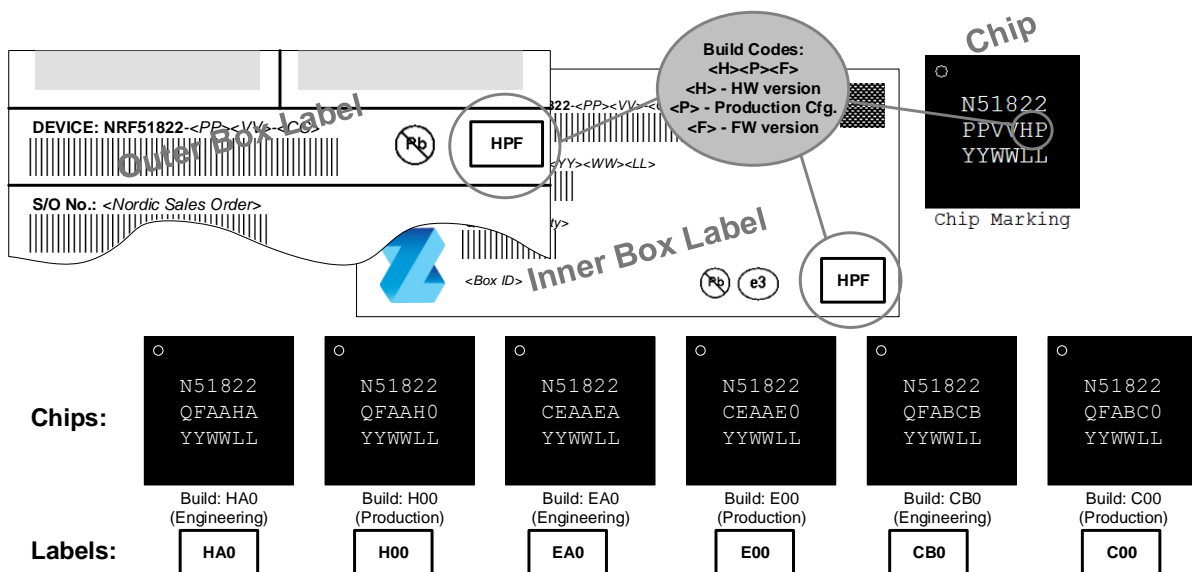 Chip
Build Codes:
<H><P><F>
<H> - HW version
<P> - Production Cfg.
<F> - FW version
N51822
PPVVHP
YYWWLL
Chip Marking
DEVICE: NRF51822-<PP><VV>-<CC>
Pb
HPF
Outer Box Label
S/O No.: <Nordic Sales Order>
822-<PP><VV>-<C
<YY><WW><LL>
ty>
Inner Box Label
<Box ID>
Pb
e3
HPF
Chips:
N51822
QFAAHA
YYWWLL
N51822
QFAAH0
YYWWLL
N51822
CEAAEA
YYWWLL
N51822
CEAAE0
YYWWLL
N51822
QFABCB
YYWWLL
N51822
QFABC0
YYWWLL
Build: HA0
(Engineering)
Build: H00
(Production)
Build: EA0
(Engineering)
Build: E00
(Production)
Build: CB0
(Engineering)
Build: C00
(Production)
Labels:
HA0
H00
EA0
E00
CB0
C00